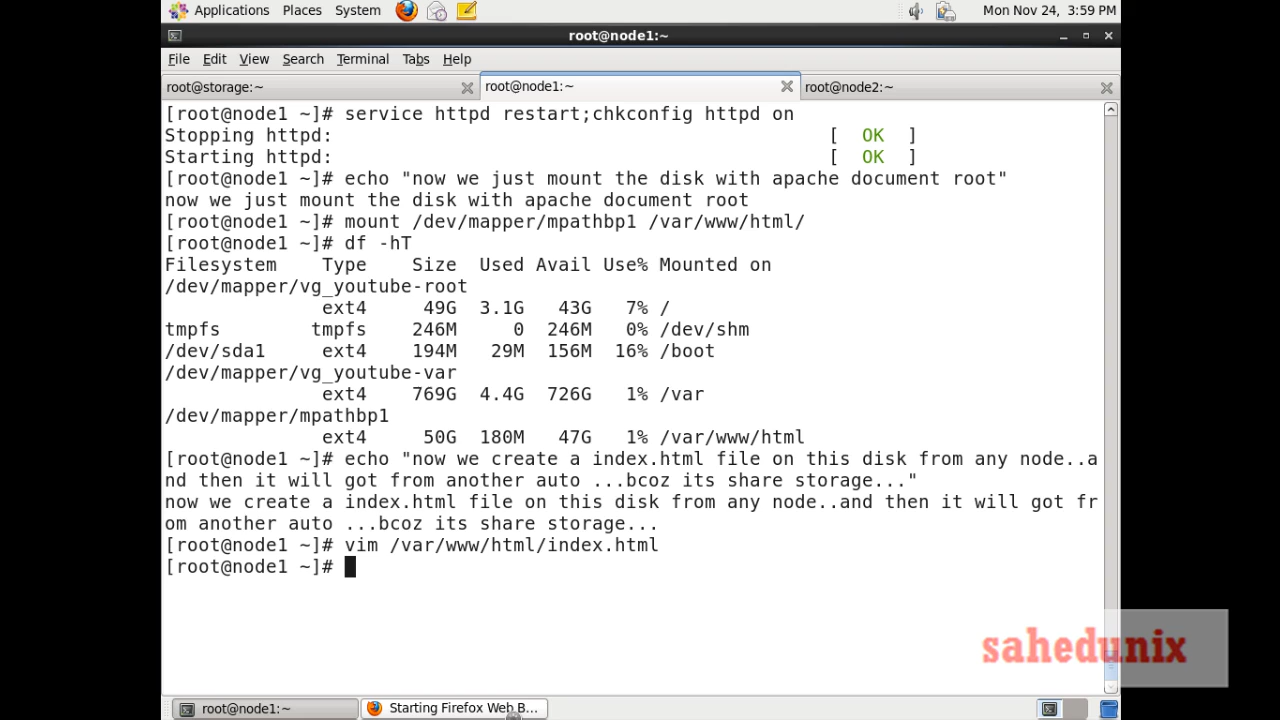 Applications Places System Mon Nov 24, 3:59 PM
root@node1:~
File Edit View Search Terminal Tabs Help
root@storage:~ root@node1:~ root@node2:~
[root@node1 ~]# service httpd restart;chkconfig httpd on
Stopping httpd: [ OK ]
Starting httpd: [ OK ]
[root@node1 ~]# echo "now we just mount the disk with apache document root"
now we just mount the disk with apache document root
[root@node1 ~]# mount /dev/mapper/mpathbp1 /var/www/html/
[root@node1 ~]# df -hT
Filesystem Type Size Used Avail Use% Mounted on
/dev/mapper/vg_youtube-root
ext4 49G 3.1G 43G 7% /
tmpfs tmpfs 246M 0 246M 0% /dev/shm
/dev/sda1 ext4 194M 29M 156M 16% /boot
/dev/mapper/vg_youtube-var
ext4 769G 4.4G 726G 1% /var
/dev/mapper/mpathbp1
ext4 50G 180M 47G 1% /var/www/html
[root@node1 ~]# echo "now we create a index.html file on this disk from any node..a
nd then it will got from another auto ...bcoz its share storage..."
now we create a index.html file on this disk from any node..and then it will got fr
om another auto ...bcoz its share storage...
[root@node1 ~]# vim /var/www/html/index.html
[root@node1 ~]#
sahedunix
root@node1:~ Starting Firefox Web B...